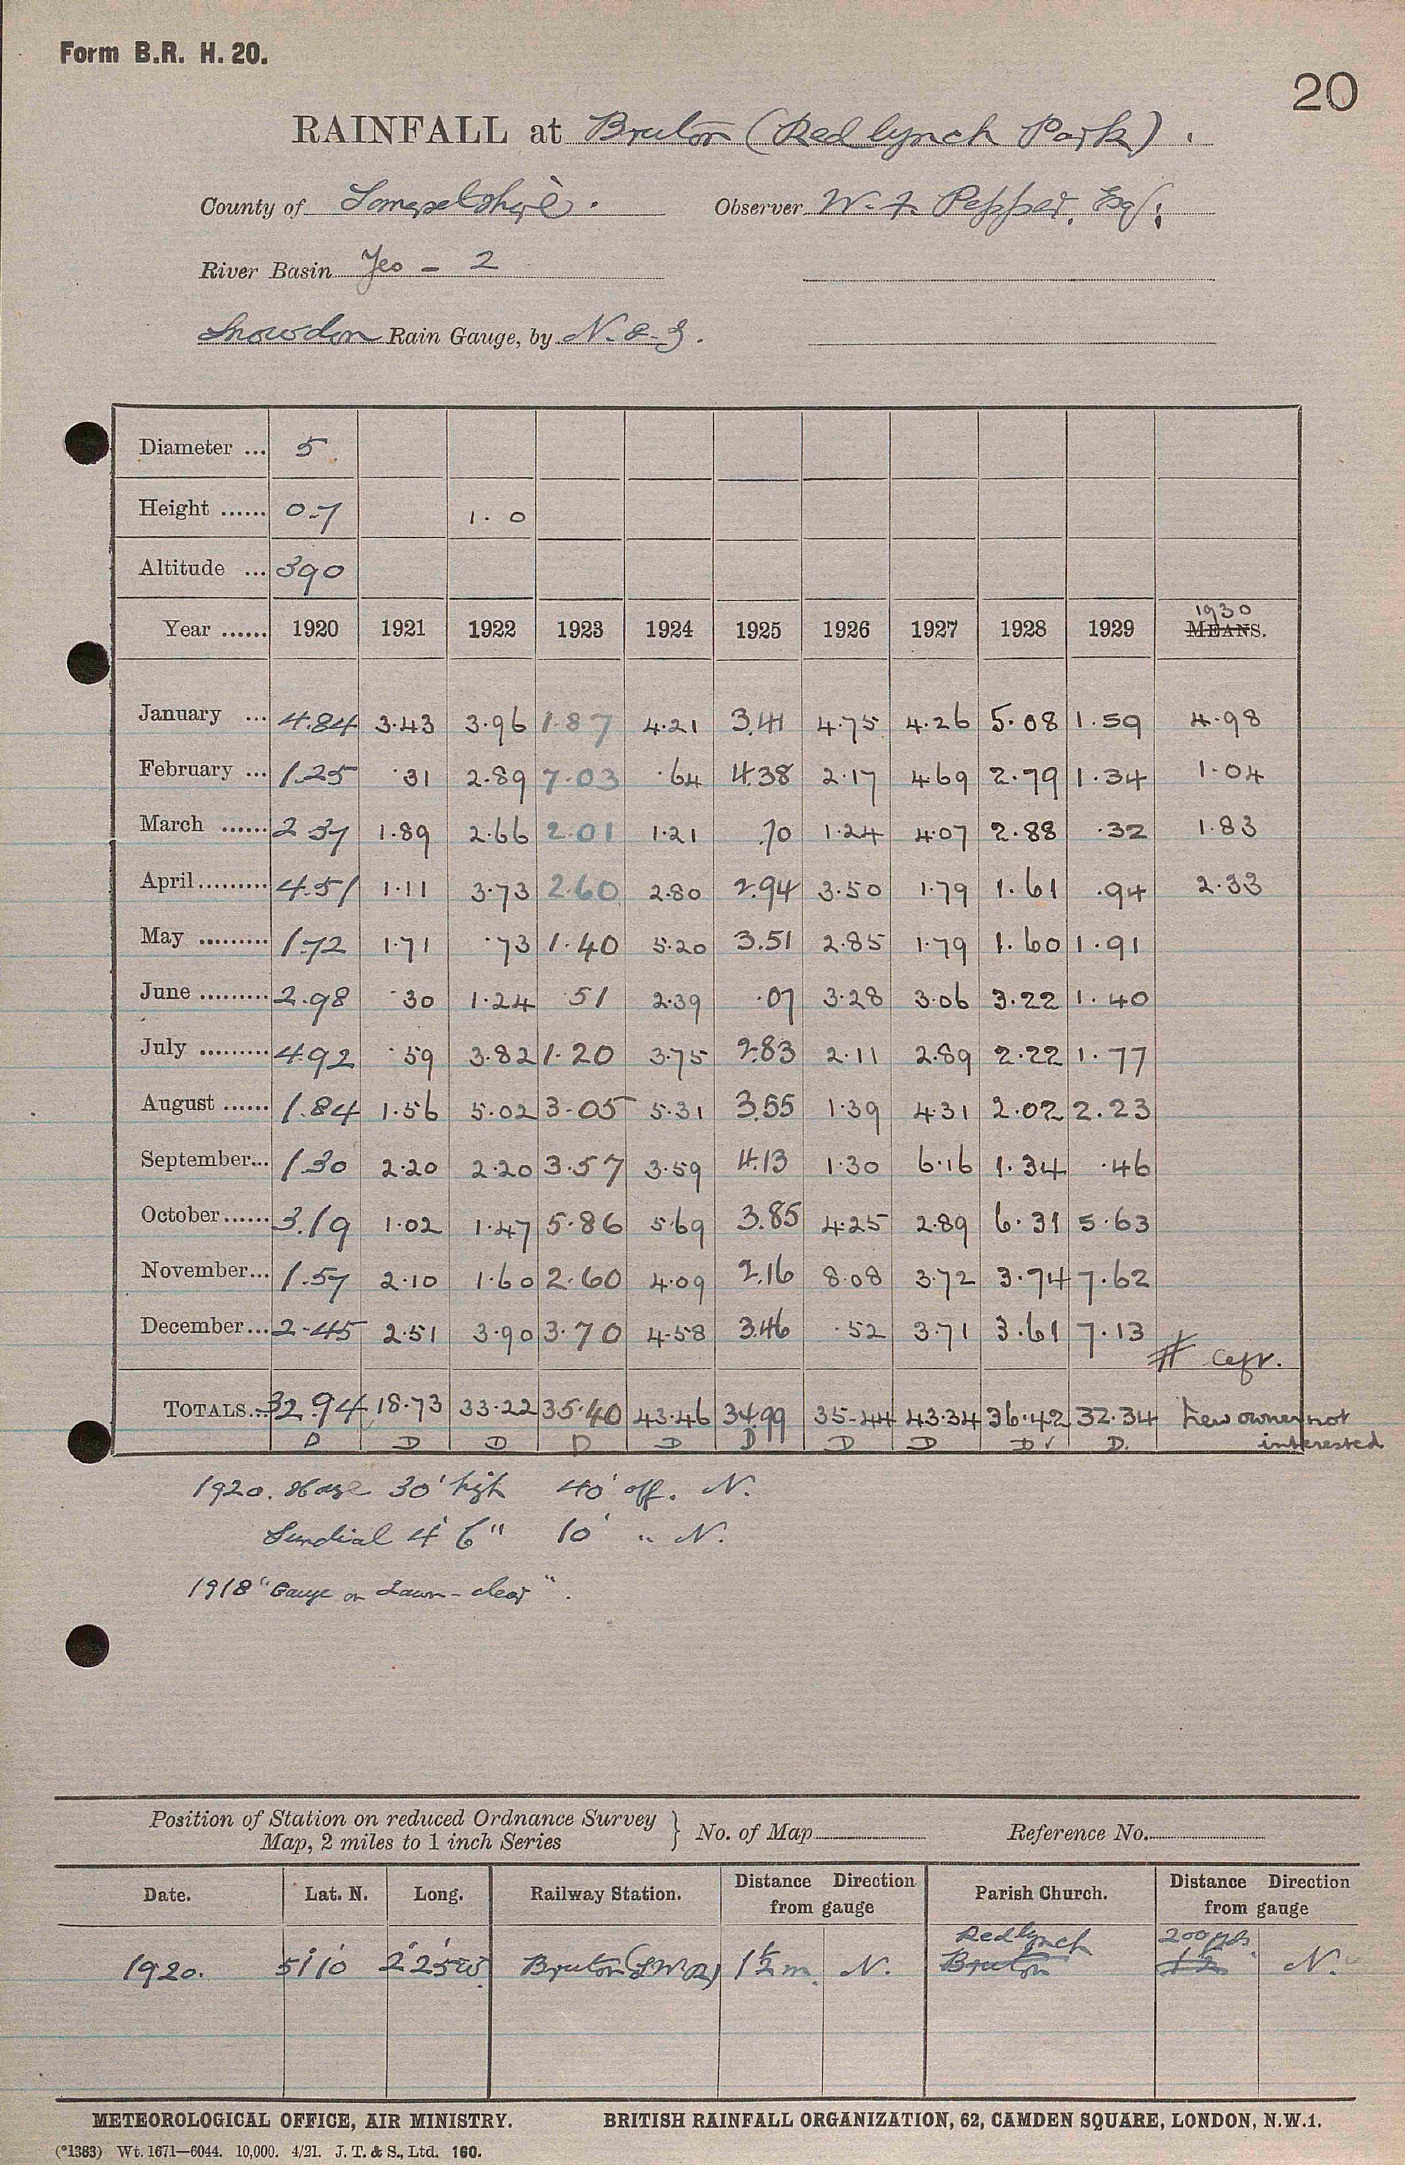 Form B.R. H. 20.
20
RAINFALL at Bruton (Redlynch Park).
County of Somersetshire. Observer W. F. Pepper, Esq;
River Basin Yeo - 2
Snowdon Rain Gauge, by N. & Z.
Diameter ... 5
Height ...... 0.7 1.0
Altitude ... 390
1930
Year ...... 1920 1921 1922 1923 1924 1925 1926 1927 1928 1929 MEANS.
January ... 4.84 3.43 3.96 1.87 4.21 3.41 4.75 4.26 5.08 1.59 4.98
February ... 1.25 .31 2.89 7.03 .64 4.38 2.17 4.69 2.79 1.34 1.04
March ...... 2.37 1.89 2.66 2.01 1.21 .70 1.24 4.07 2.88 .32 1.83
April ......... 4.51 1.11 3.73 2.60 2.80 2.94 3.50 1.79 1.61 .94 2.33
May ......... 1.72 1.71 .73 1.40 5.20 3.51 2.85 1.79 1.60 1.91
June ......... 2.98 .30 1.24 .51 2.39 .07 3.28 3.06 3.22 1.40
July ......... 4.92 .59 3.82 1.20 3.75 2.83 2.11 2.89 2.22 1.77
August ...... 1.84 1.56 5.02 3.05 5.31 3.55 1.39 4.31 2.02 2.23
September... 1.30 2.20 2.20 3.57 3.59 4.13 1.30 6.16 1.34 .46
October...... 3.19 1.02 1.47 5.86 5.69 3.85 4.25 2.89 6.31 5.63
November... 1.57 2.10 1.60 2.60 4.09 2.16 8.08 3.72 3.74 7.62
December... 2.45 2.51 3.90 3.70 4.58 3.46 .52 3.71 3.61 7.13
TOTALS... 32.94 18.73 33.22 35.40 43.46 34.99 35.44 43.34 36.42 32.34 New owner not
D D D D D D D D D ✓ D. interested
1920. House 30' high 40' off. N.
Sundial 4' 6" 10' " N.
1918 "Gauge on Lawn - clear".
Position of Station on reduced Ordnance Survey
Map, 2 miles to 1 inch Series } No. of Map Reference No.
Date. Lat. N. Long. Railway Station. Distance Direction from gauge Parish Church. Distance Direction from gauge
Redlynch 200 yds.
1920. 51° 10' 2° 25' W. Bruton (S.W.R) 1 1/2 m. N. Bruton 1 1/2 N.
METEOROLOGICAL OFFICE, AIR MINISTRY. BRITISH RAINFALL ORGANIZATION, 62, CAMDEN SQUARE, LONDON, N.W.1.
(*1383) Wt. 1671—6044. 10,000. 4/21. J. T. & S., Ltd. 160.